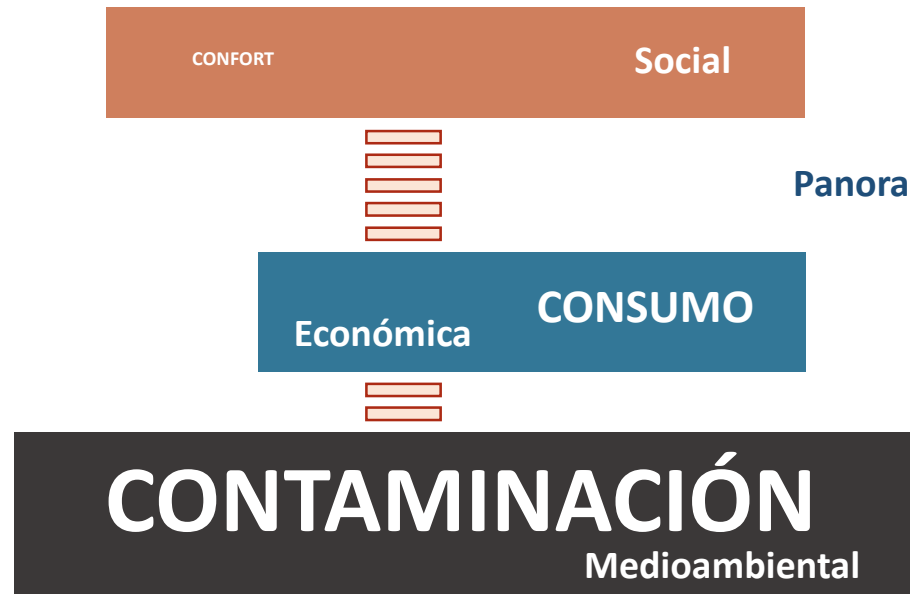 CONFORT
Social
Panora
CONSUMO
Económica
CONTAMINACIÓN
Medioambiental